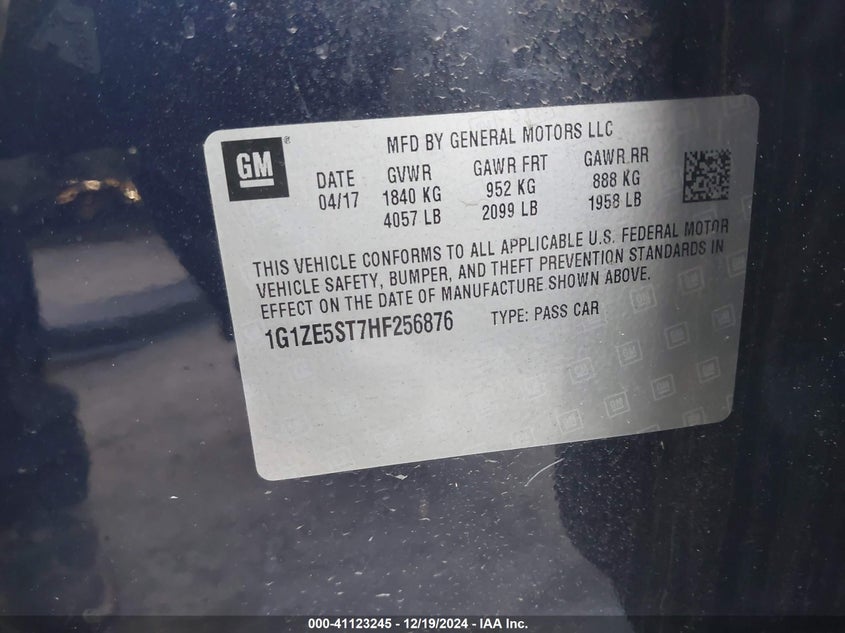 GM
MFD BY GENERAL MOTORS LLC
DATE GVWR GAWR FRT GAWR RR
04/17 1840 KG 952 KG 888 KG
4057 LB 2099 LB 1958 LB
THIS VEHICLE CONFORMS TO ALL APPLICABLE U.S. FEDERAL MOTOR
VEHICLE SAFETY, BUMPER, AND THEFT PREVENTION STANDARDS IN
EFFECT ON THE DATE OF MANUFACTURE SHOWN ABOVE.
1G1ZE5ST7HF256876 TYPE: PASS CAR
000-41123245 - 12/19/2024 - IAA Inc.